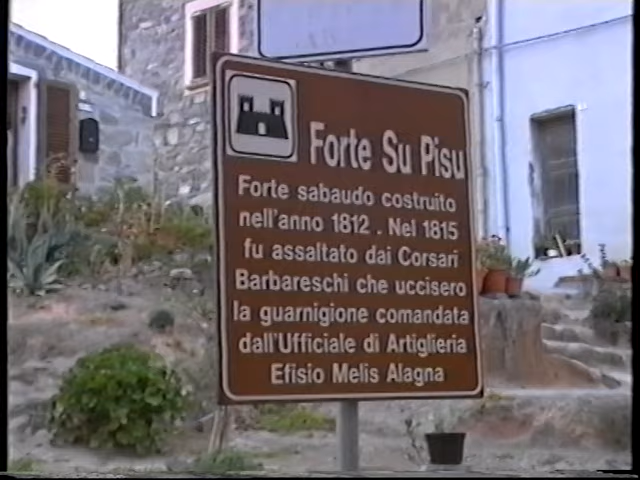 Forte Su Pisu
Forte sabaudo costruito
nell'anno 1812 . Nel 1815
fu assaltato dai Corsari
Barbareschi che uccisero
la guarnigione comandata
dall'Ufficiale di Artiglieria
Efisio Melis Alagna